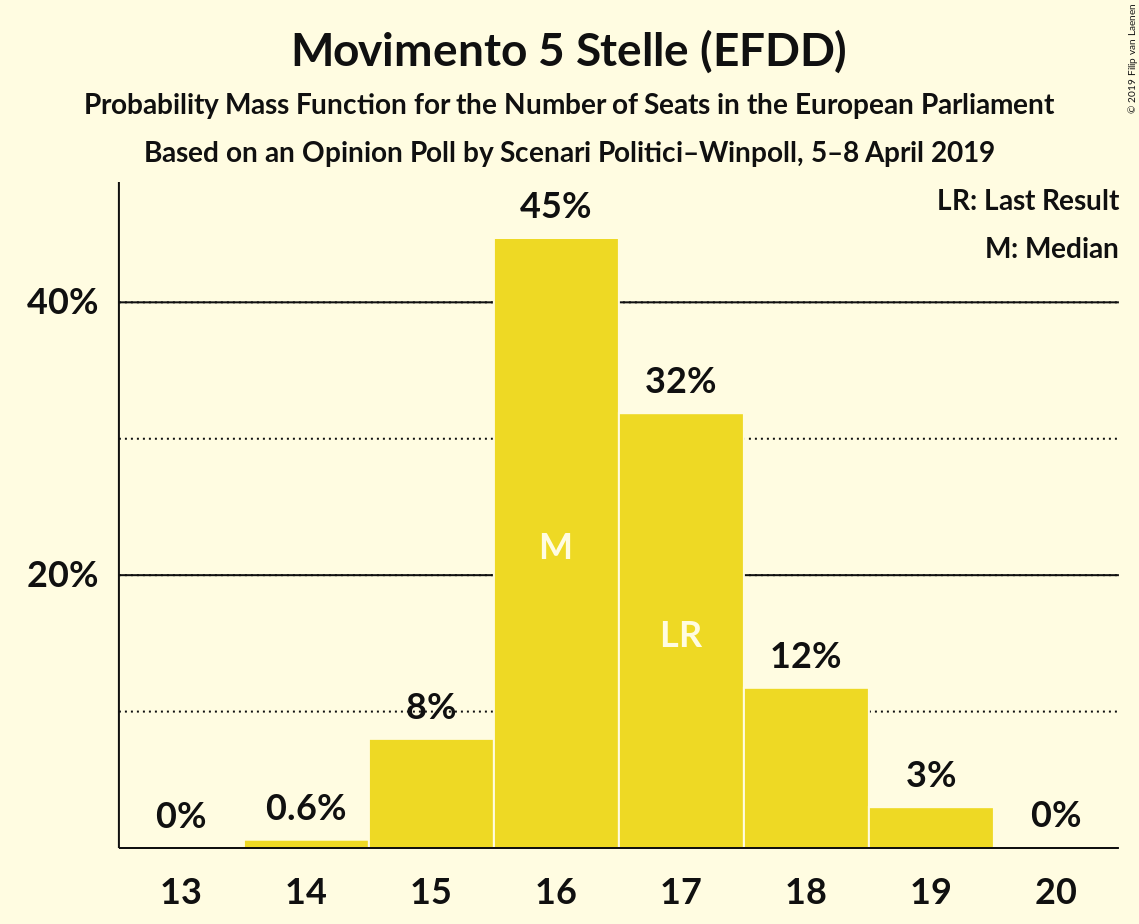 Movimento 5 Stelle (EFDD)
Probability Mass Function for the Number of Seats in the European Parliament
Based on an Opinion Poll by Scenari Politici–Winpoll, 5–8 April 2019
© 2019 Filip van Laenen
LR: Last Result
M: Median
45%
40%
32%
M
20%
LR
12%
8%
3%
0%
0.6%
0%
13 14 15 16 17 18 19 20